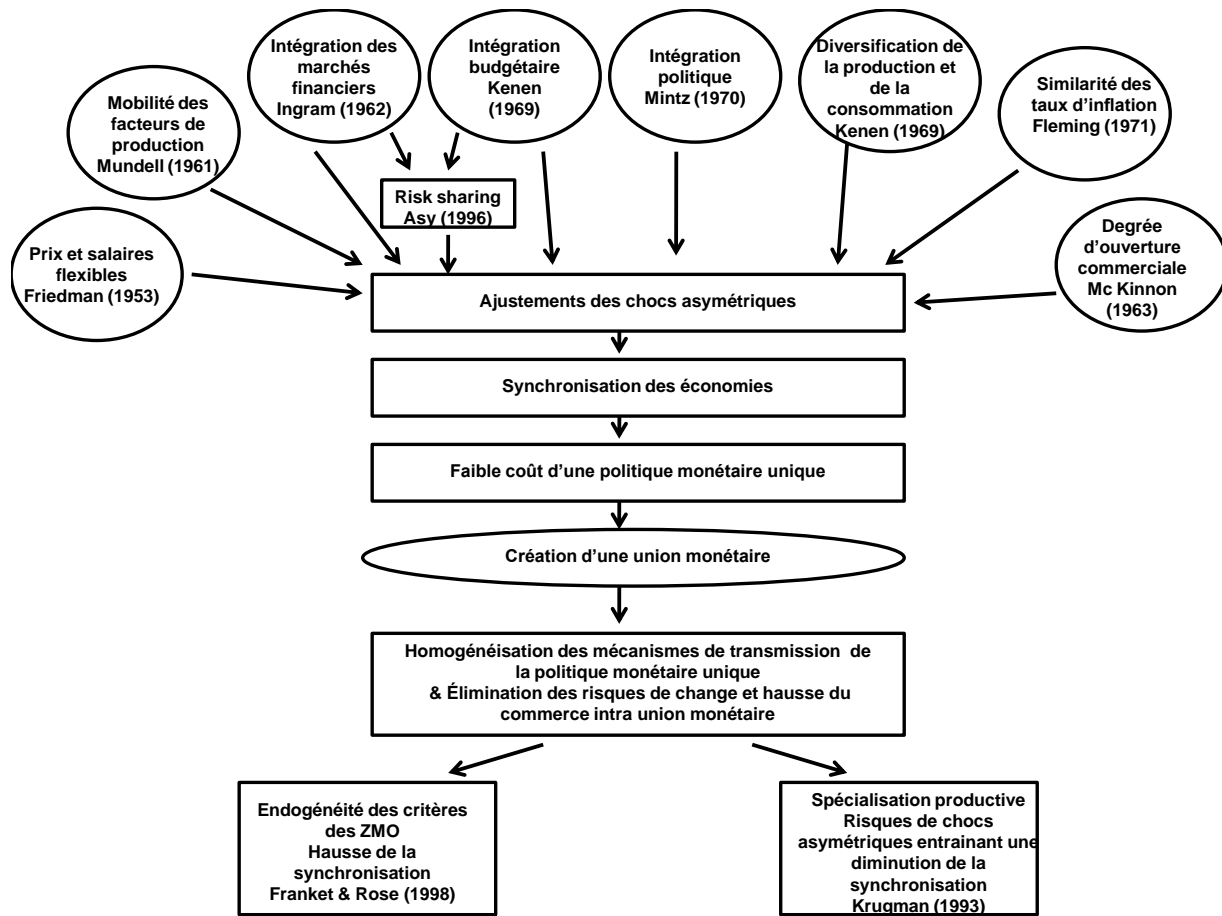 Intégration des
marchés
financiers
Ingram (1962)
Intégration
budgétaire
Kenen
(1969)
Intégration
politique
Mintz (1970)
Diversification de
la production et
de la
consommation
Kenen (1969)
Similarité des
taux d’inflation
Fleming (1971)
Mobilité des
facteurs de
production
Mundell (1961)
Risk sharing
Asy (1996)
Prix et salaires
flexibles
Friedman (1953)
Degrée
d’ouverture
commerciale
Mc Kinnon
(1963)
Ajustements des chocs asymétriques
Synchronisation des économies
Faible coût d’une politique monétaire unique
Création d’une union monétaire
Homogénéisation des mécanismes de transmission de
la politique monétaire unique
& Élimination des risques de change et hausse du
commerce intra union monétaire
Endogénéité des critères
des ZMO
Hausse de la
synchronisation
Franket & Rose (1998)
Spécialisation productive
Risques de chocs
asymétriques entrainant une
diminution de la
synchronisation
Krugman (1993)